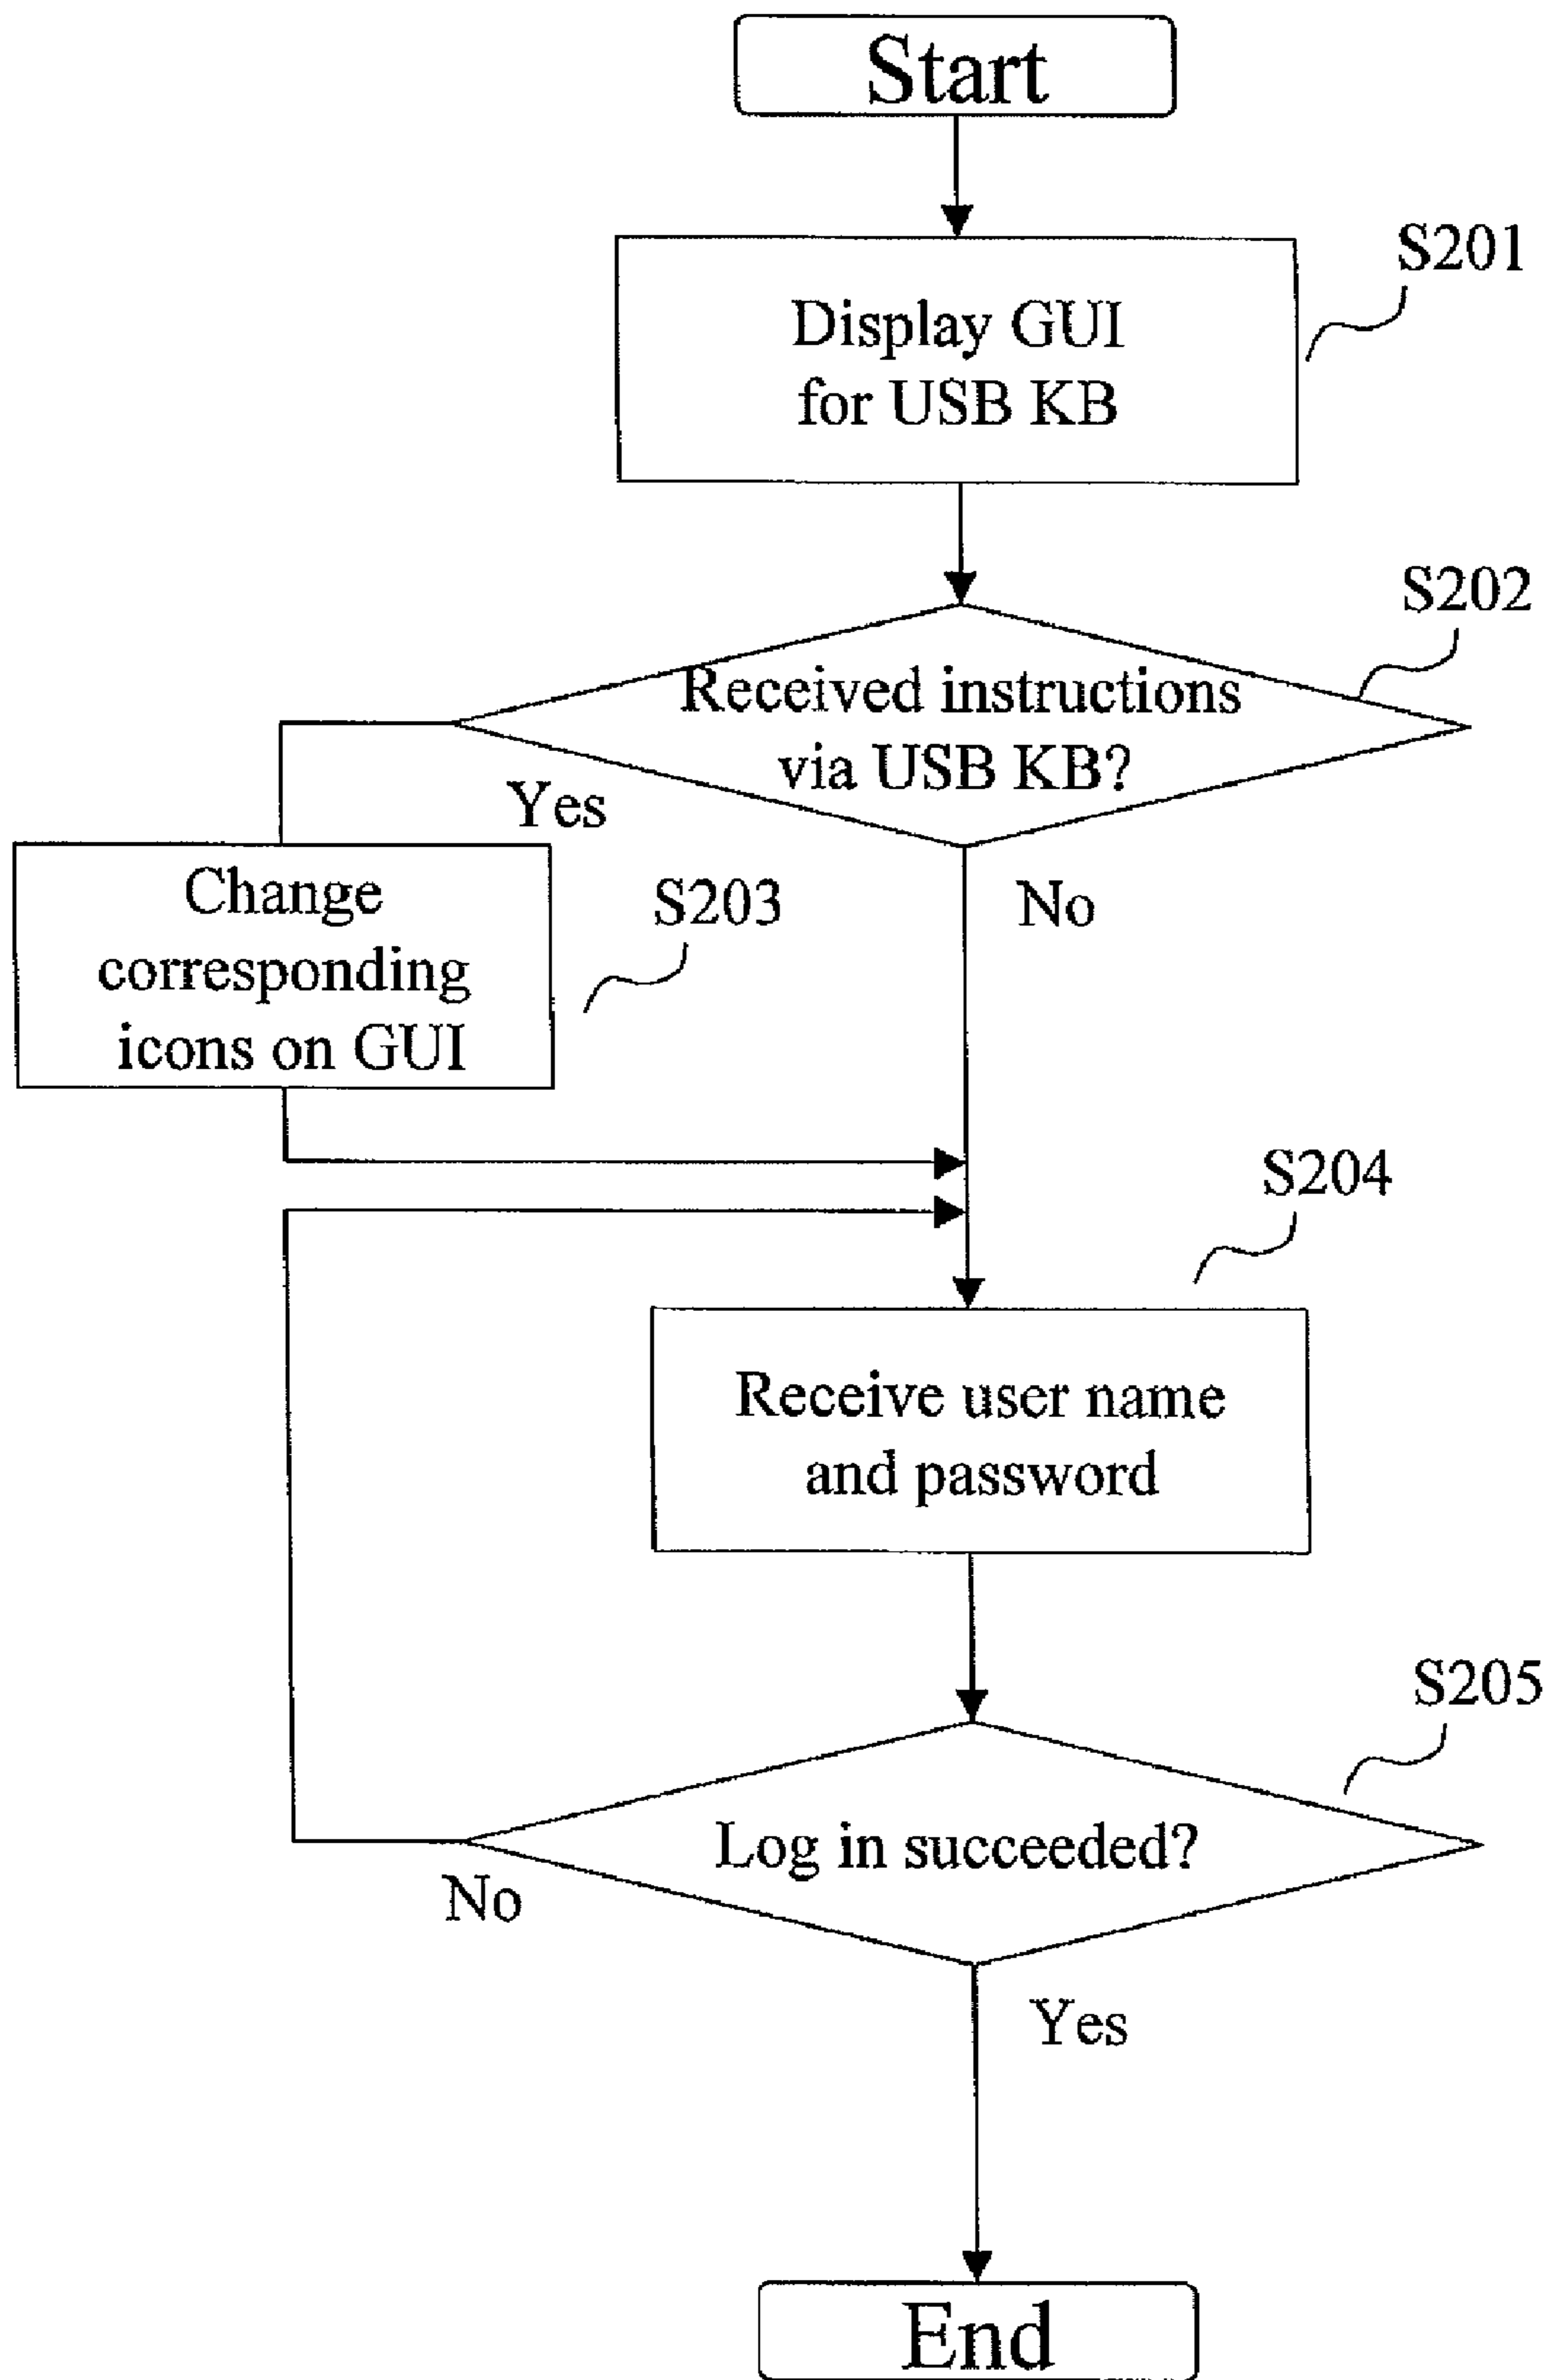 Start
S201
Display GUI
for USB KB
S202
Received instructions
via USB KB?
Yes
No
S203
Change
corresponding
icons on GUI
S204
Receive user name
and password
S205
Log in succeeded?
No
Yes
End